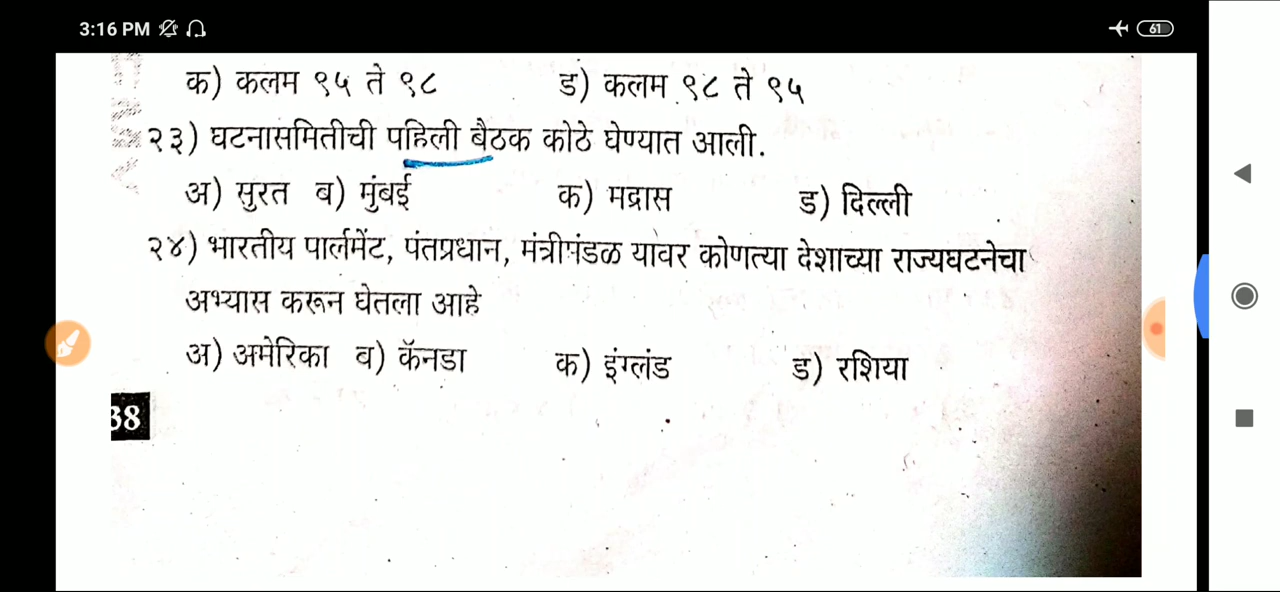 3:16 PM 61
क) कलम ९५ ते ९८ ड) कलम ९८ ते ९५
२३) घटनासमितीची पहिली बैठक कोठे घेण्यात आली.
अ) सुरत ब) मुंबई क) मद्रास ड) दिल्ली
२४) भारतीय पार्लमेंट, पंतप्रधान, मंत्रीमंडळ यावर कोणत्या देशाच्या राज्यघटनेचा
अभ्यास करून घेतला आहे
अ) अमेरिका ब) कॅनडा क) इंग्लंड ड) रशिया
38